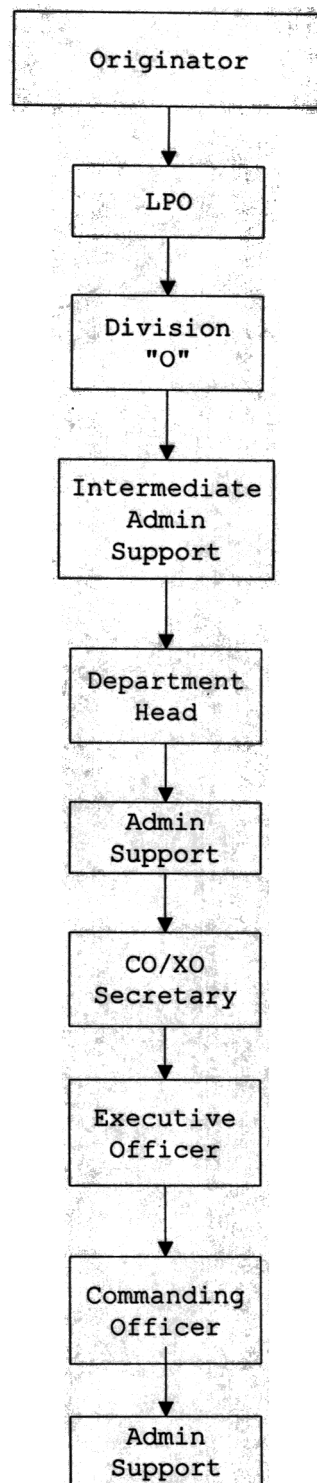 Originator
LPO
Division
"O"
Intermediate
Admin
Support
Department
Head
Admin
Support
CO/XO
Secretary
Executive
Officer
Commanding
Officer
Admin
Support